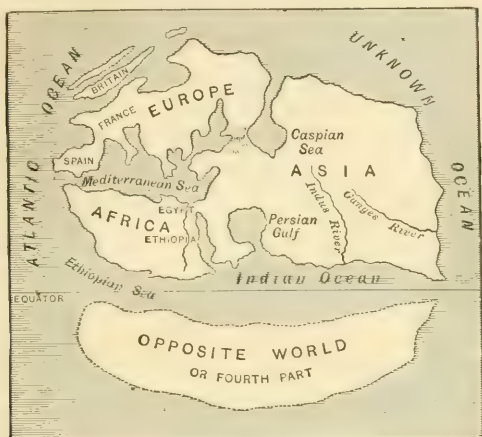 ATLANTIC OCEAN
UNKNOWN
OCEAN
BRITAIN
FRANCE
EUROPE
SPAIN
Caspian
Sea
ASIA
Mediterranean Sea
Indus River
Ganges River
AFRICA
EGYPT
ETHIOPIA
Persian
Gulf
Ethiopian Sea
Indian Ocean
EQUATOR
OPPOSITE WORLD
OR FOURTH PART